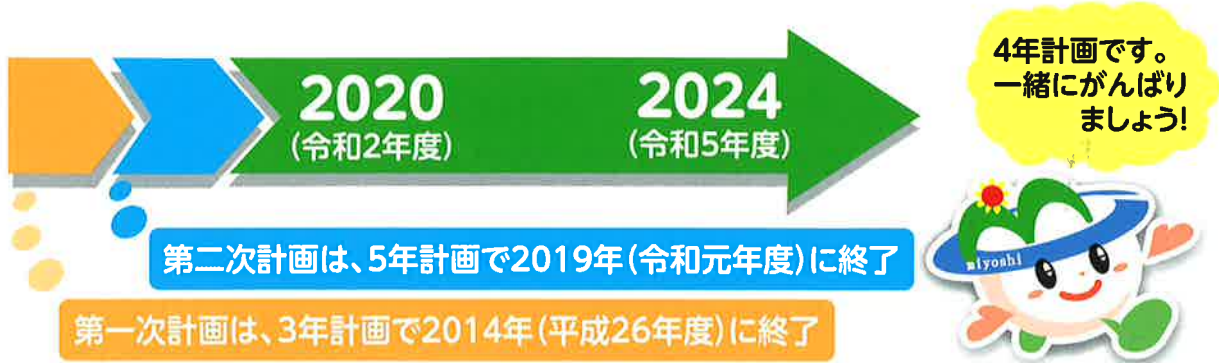 2020
(令和2年度)
2024
(令和5年度)
4年計画です。
一緒にがんばり
ましょう!
miyoshi
第二次計画は、5年計画で2019年(令和元年度)に終了
第一次計画は、3年計画で2014年(平成26年度)に終了